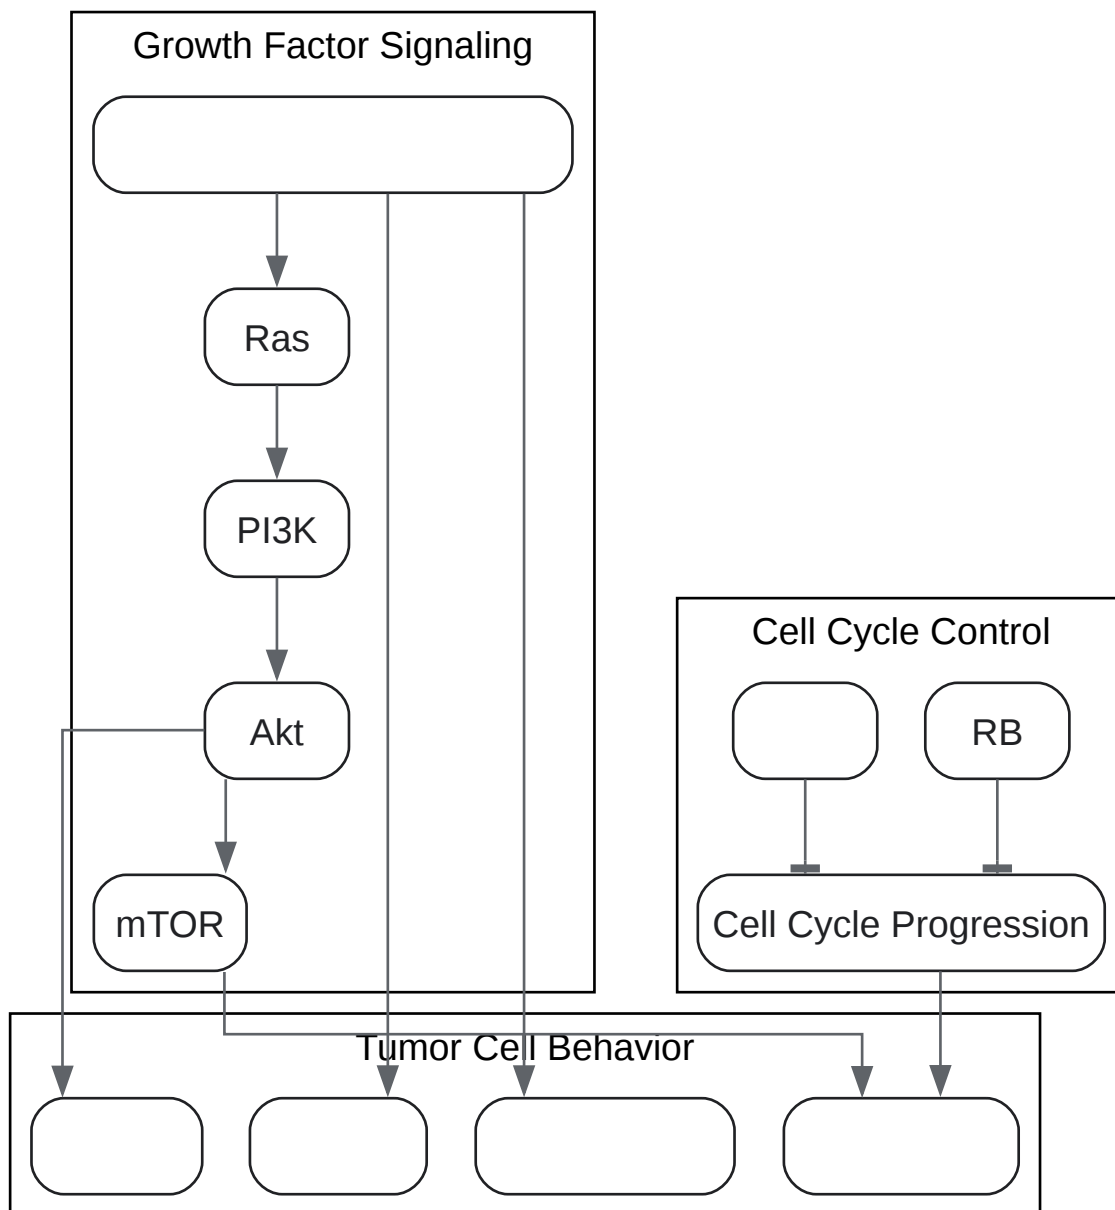 Growth Factor Signaling
Ras
PI3K
Akt
mTOR
Cell Cycle Control
RB
Cell Cycle Progression
Tumor Cell Behavior